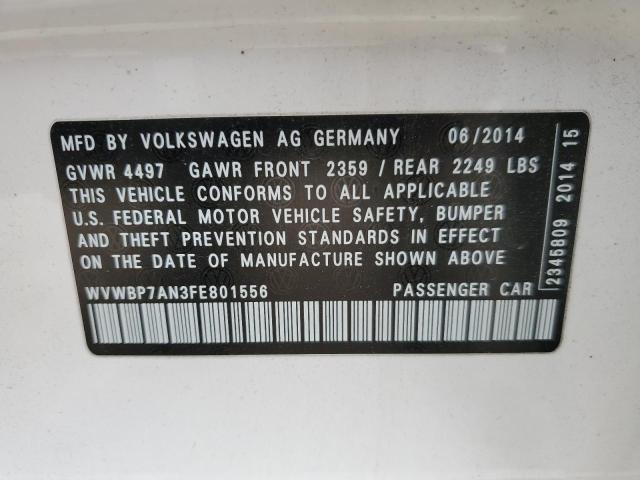 MFD BY VOLKSWAGEN AG GERMANY 06/2014
GVWR 4497 GAWR FRONT 2359 / REAR 2249 LBS
THIS VEHICLE CONFORMS TO ALL APPLICABLE
U.S. FEDERAL MOTOR VEHICLE SAFETY, BUMPER
AND THEFT PREVENTION STANDARDS IN EFFECT
ON DATE OF MANUFACTURE SHOWN ABOVE
WVWBP7AN3FE801556 PASSENGER CAR
2345809 2014 15